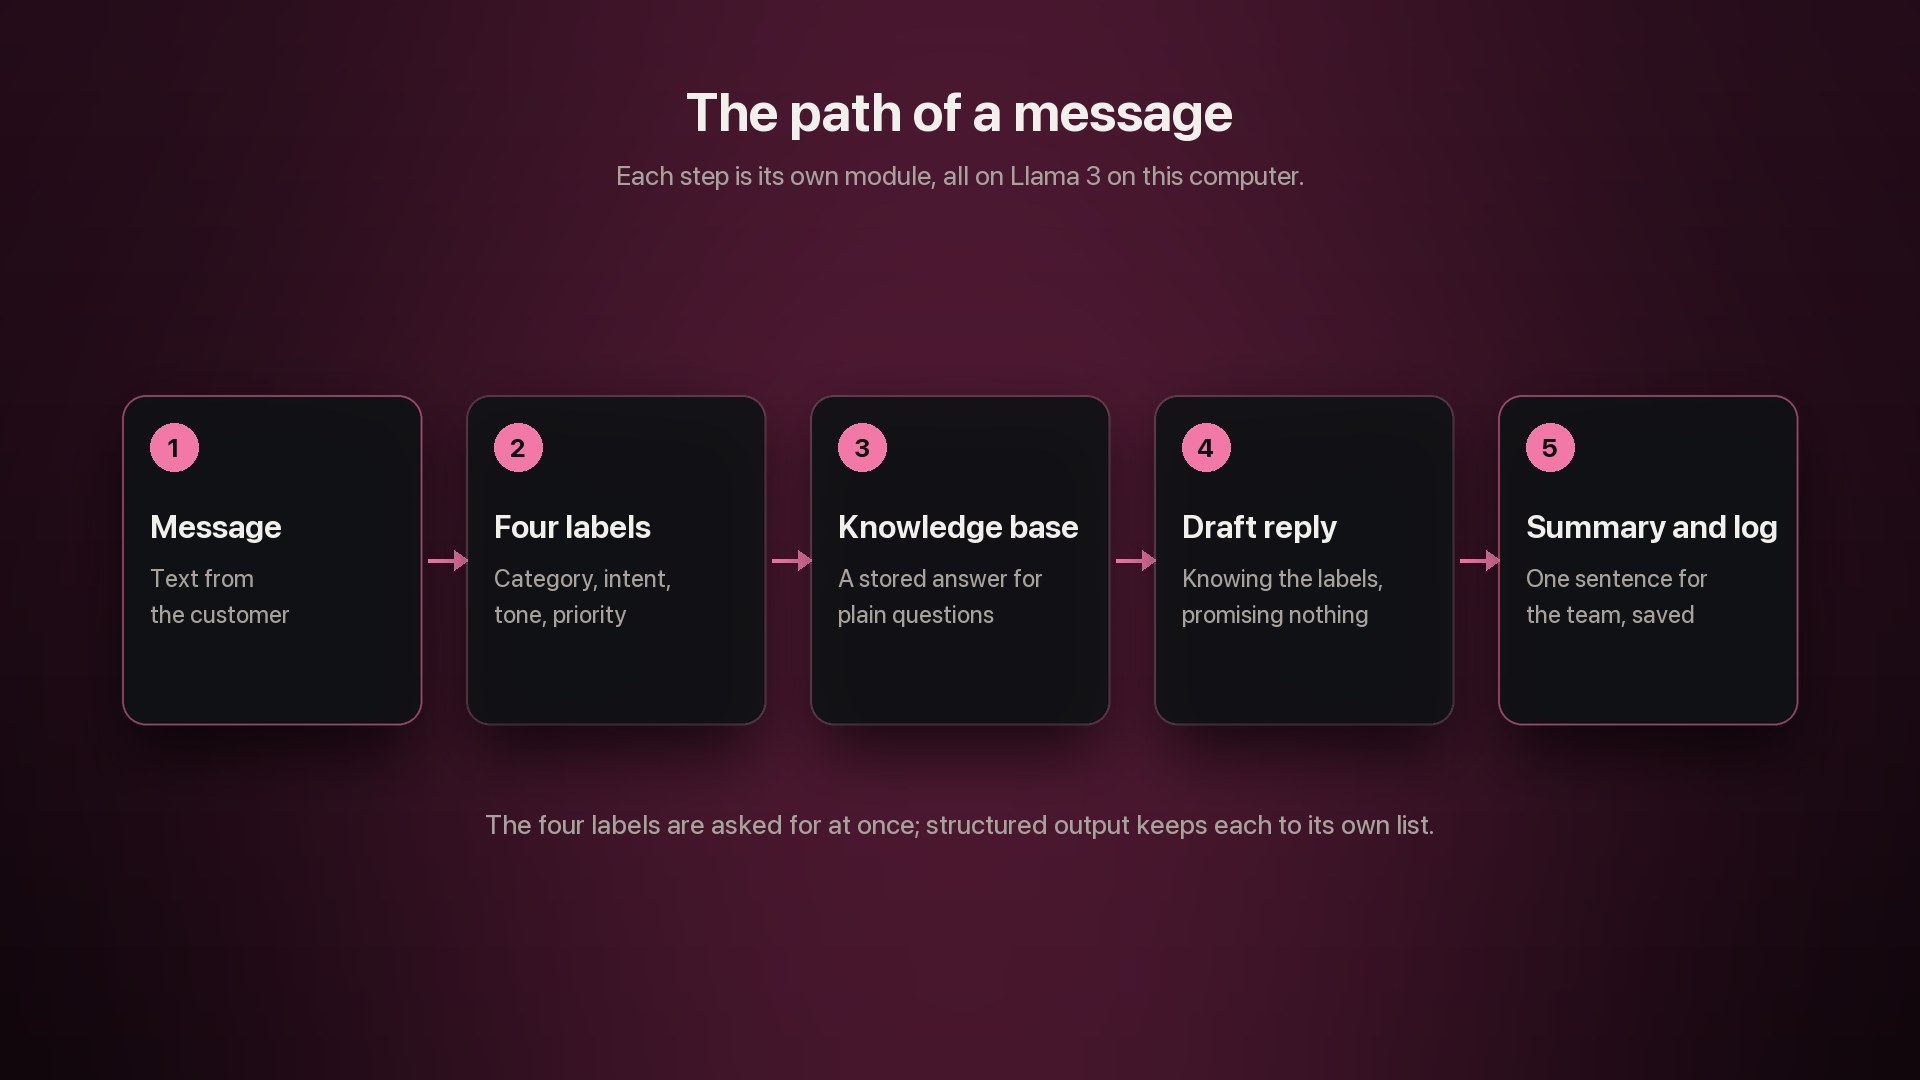 The path of a message
Each step is its own module, all on Llama 3 on this computer.
1
Message
Text from
the customer
2
Four labels
Category, intent,
tone, priority
3
Knowledge base
A stored answer for
plain questions
4
Draft reply
Knowing the labels,
promising nothing
5
Summary and log
One sentence for
the team, saved
The four labels are asked for at once; structured output keeps each to its own list.